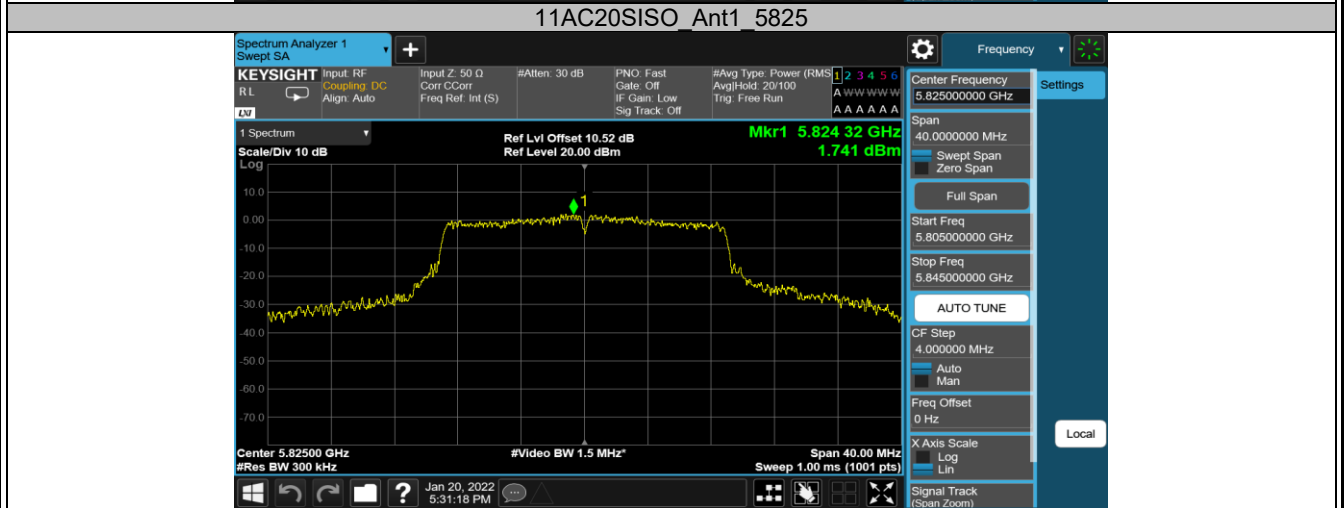 11AC20SISO_Ant1_5825
Spectrum Analyzer 1
Swept SA
Frequency
KEYSIGHT
RL
LXI
Input: RF
Coupling: DC
Align: Auto
Input Z: 50 Ω
Corr CCorr
Freq Ref: Int (S)
#Atten: 30 dB
PNO: Fast
Gate: Off
IF Gain: Low
Sig Track: Off
#Avg Type: Power (RMS
Avg|Hold: 20/100
Trig: Free Run
1 2 3 4 5 6
A W W W W W
A A A A A A
1 Spectrum
Scale/Div 10 dB
Log
Ref Lvl Offset 10.52 dB
Ref Level 20.00 dBm
Mkr1 5.824 32 GHz
1.741 dBm
10.0
0.00
-10.0
-20.0
-30.0
-40.0
-50.0
-60.0
-70.0
1
Center 5.82500 GHz
#Res BW 300 kHz
#Video BW 1.5 MHz*
Span 40.00 MHz
Sweep 1.00 ms (1001 pts)
Jan 20, 2022
5:31:18 PM
Center Frequency
5.825000000 GHz
Span
40.0000000 MHz
Swept Span
Zero Span
Full Span
Start Freq
5.805000000 GHz
Stop Freq
5.845000000 GHz
AUTO TUNE
CF Step
4.000000 MHz
Auto
Man
Freq Offset
0 Hz
X Axis Scale
Log
Lin
Signal Track
(Span Zoom)
Settings
Local